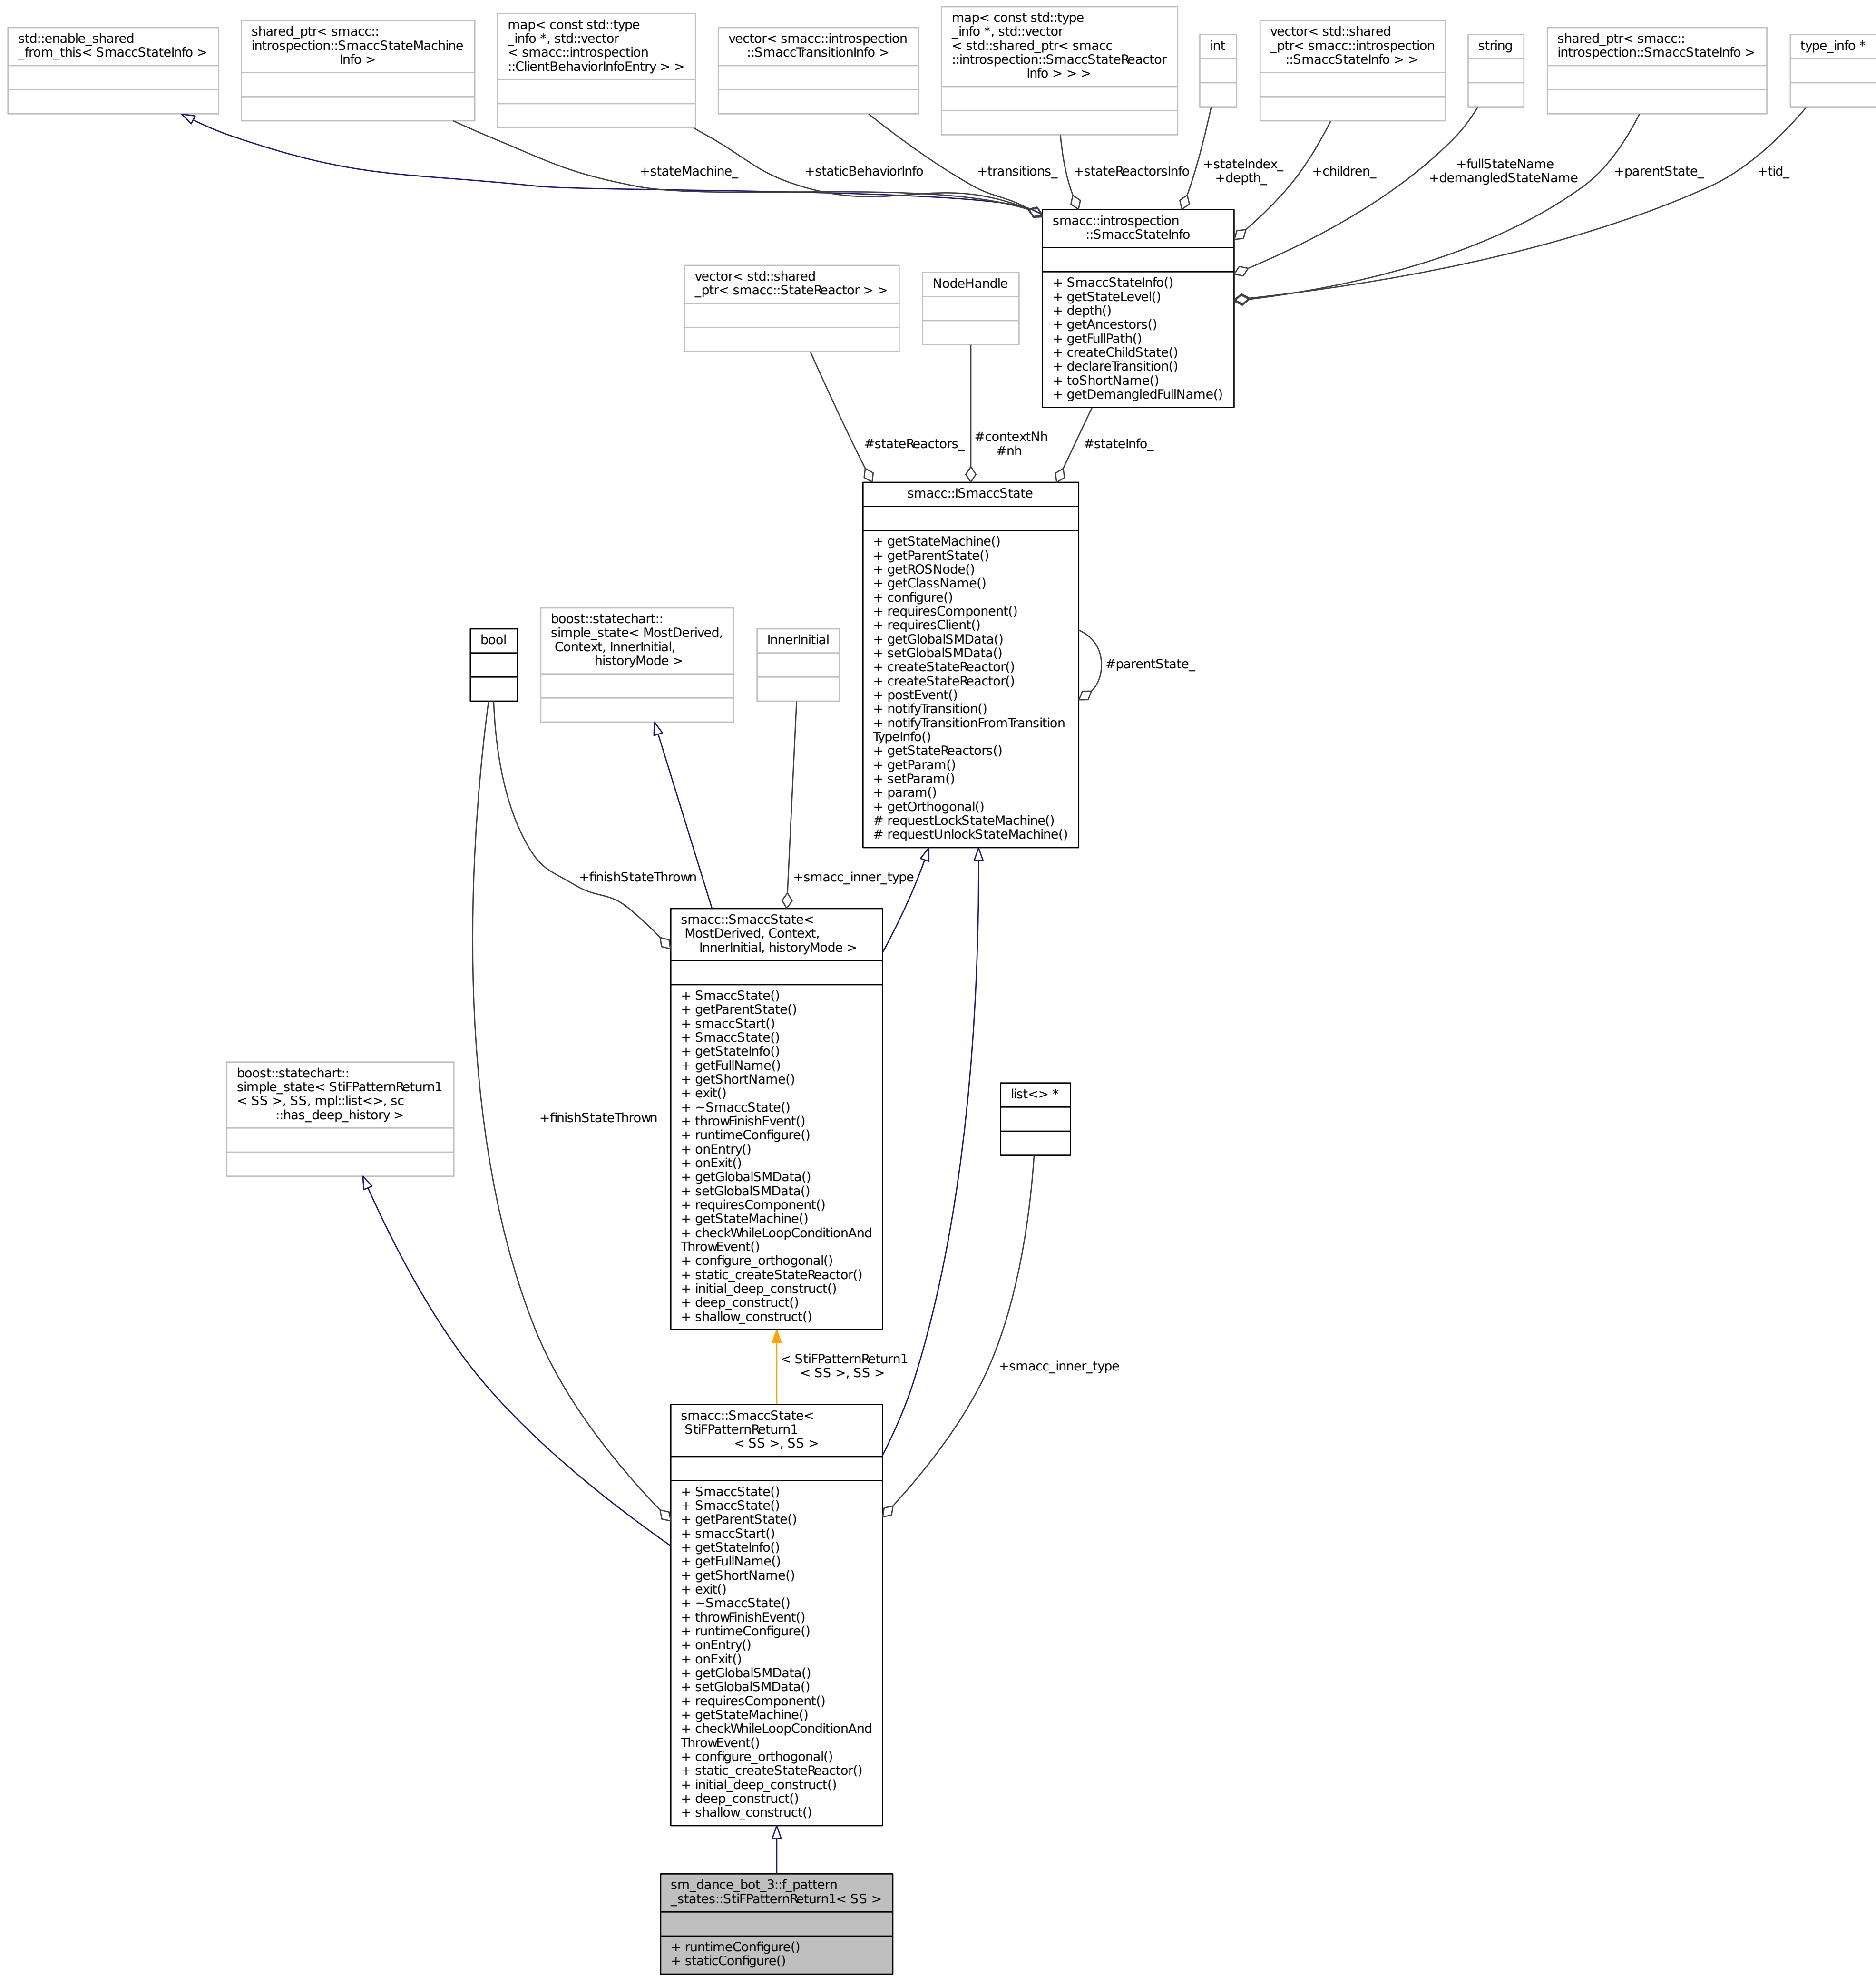 std::enable_shared
_from_this< SmaccStateInfo >
shared_ptr< smacc::
introspection::SmaccStateMachine
Info >
map< const std::type
_info *, std::vector
< smacc::introspection
::ClientBehaviorInfoEntry > >
vector< smacc::introspection
::SmaccTransitionInfo >
map< const std::type
_info *, std::vector
< std::shared_ptr< smacc
::introspection::SmaccStateReactor
Info > > >
int
vector< std::shared
_ptr< smacc::introspection
::SmaccStateInfo > >
string
shared_ptr< smacc::
introspection::SmaccStateInfo >
type_info *
+stateMachine_
+staticBehaviorInfo
+transitions_
+stateReactorsInfo
+stateIndex_
+depth_
+children_
+fullStateName
+demangledStateName
+parentState_
+tid_
smacc::introspection
::SmaccStateInfo
+ SmaccStateInfo()
+ getStateLevel()
+ depth()
+ getAncestors()
+ getFullPath()
+ createChildState()
+ declareTransition()
+ toShortName()
+ getDemangledFullName()
vector< std::shared
_ptr< smacc::StateReactor > >
NodeHandle
#stateReactors_
#contextNh
#nh
#stateInfo_
smacc::ISmaccState
+ getStateMachine()
+ getParentState()
+ getROSNode()
+ getClassName()
+ configure()
+ requiresComponent()
+ requiresClient()
+ getGlobalSMData()
+ setGlobalSMData()
+ createStateReactor()
+ createStateReactor()
+ postEvent()
+ notifyTransition()
+ notifyTransitionFromTransition
TypeInfo()
+ getStateReactors()
+ getParam()
+ setParam()
+ param()
+ getOrthogonal()
# requestLockStateMachine()
# requestUnlockStateMachine()
#parentState_
bool
boost::statechart::
simple_state< MostDerived,
Context, InnerInitial,
historyMode >
InnerInitial
+finishStateThrown
+smacc_inner_type
smacc::SmaccState<
MostDerived, Context,
InnerInitial, historyMode >
+ SmaccState()
+ getParentState()
+ smaccStart()
+ SmaccState()
+ getStateInfo()
+ getFullName()
+ getShortName()
+ exit()
+ ~SmaccState()
+ throwFinishEvent()
+ runtimeConfigure()
+ onEntry()
+ onExit()
+ getGlobalSMData()
+ setGlobalSMData()
+ requiresComponent()
+ getStateMachine()
+ checkWhileLoopConditionAnd
ThrowEvent()
+ configure_orthogonal()
+ static_createStateReactor()
+ initial_deep_construct()
+ deep_construct()
+ shallow_construct()
boost::statechart::
simple_state< StiFPatternReturn1
< SS >, SS, mpl::list<>, sc
::has_deep_history >
+finishStateThrown
list<> *
< StiFPatternReturn1
< SS >, SS >
+smacc_inner_type
smacc::SmaccState<
StiFPatternReturn1
< SS >, SS >
+ SmaccState()
+ SmaccState()
+ getParentState()
+ smaccStart()
+ getStateInfo()
+ getFullName()
+ getShortName()
+ exit()
+ ~SmaccState()
+ throwFinishEvent()
+ runtimeConfigure()
+ onEntry()
+ onExit()
+ getGlobalSMData()
+ setGlobalSMData()
+ requiresComponent()
+ getStateMachine()
+ checkWhileLoopConditionAnd
ThrowEvent()
+ configure_orthogonal()
+ static_createStateReactor()
+ initial_deep_construct()
+ deep_construct()
+ shallow_construct()
sm_dance_bot_3::f_pattern
_states::StiFPatternReturn1< SS >
+ runtimeConfigure()
+ staticConfigure()